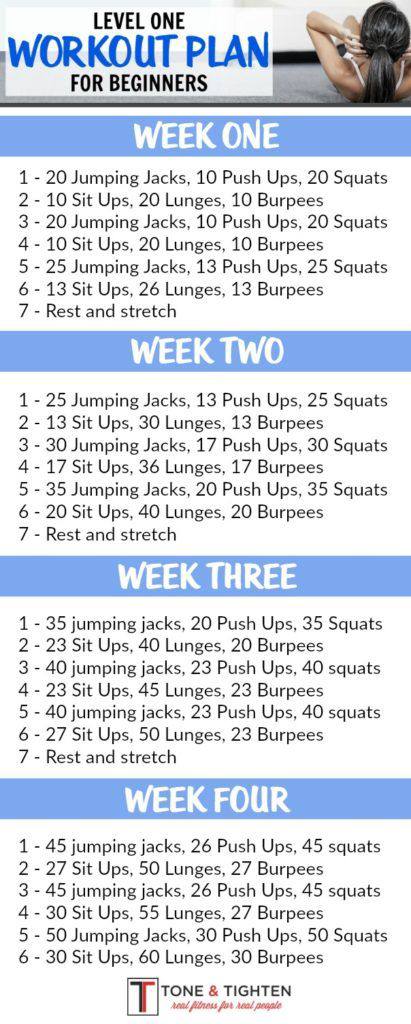 LEVEL ONE
WORKOUT PLAN
FOR BEGINNERS
WEEK ONE
1 - 20 Jumping Jacks, 10 Push Ups, 20 Squats
2 - 10 Sit Ups, 20 Lunges, 10 Burpees
3 - 20 Jumping Jacks, 10 Push Ups, 20 Squats
4 - 10 Sit Ups, 20 Lunges, 10 Burpees
5 - 25 Jumping Jacks, 13 Push Ups, 25 Squats
6 - 13 Sit Ups, 26 Lunges, 13 Burpees
7 - Rest and stretch
WEEK TWO
1 - 25 Jumping Jacks, 13 Push Ups, 25 Squats
2 - 13 Sit Ups, 30 Lunges, 13 Burpees
3 - 30 Jumping Jacks, 17 Push Ups, 30 Squats
4 - 17 Sit Ups, 36 Lunges, 17 Burpees
5 - 35 Jumping Jacks, 20 Push Ups, 35 Squats
6 - 20 Sit Ups, 40 Lunges, 20 Burpees
7 - Rest and stretch
WEEK THREE
1 - 35 jumping jacks, 20 Push Ups, 35 Squats
2 - 23 Sit Ups, 40 Lunges, 20 Burpees
3 - 40 jumping jacks, 23 Push Ups, 40 squats
4 - 23 Sit Ups, 45 Lunges, 23 Burpees
5 - 40 jumping jacks, 23 Push Ups, 40 squats
6 - 27 Sit Ups, 50 Lunges, 23 Burpees
7 - Rest and stretch
WEEK FOUR
1 - 45 jumping jacks, 26 Push Ups, 45 squats
2 - 27 Sit Ups, 50 Lunges, 27 Burpees
3 - 45 jumping jacks, 26 Push Ups, 45 squats
4 - 30 Sit Ups, 55 Lunges, 27 Burpees
5 - 50 Jumping Jacks, 30 Push Ups, 50 Squats
6 - 30 Sit Ups, 60 Lunges, 30 Burpees
TT TONE & TIGHTEN
real fitness for real people